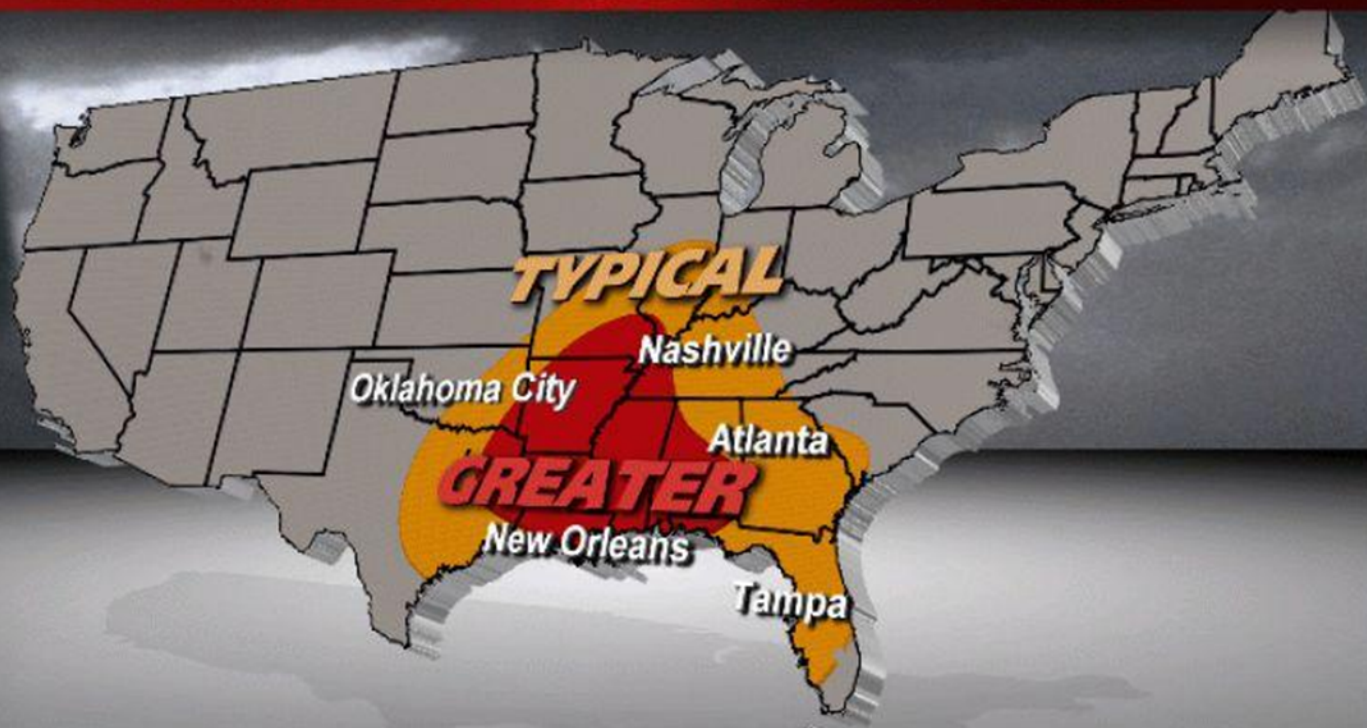 TYPICAL
Nashville
Oklahoma City
Atlanta
GREATER
New Orleans
Tampa